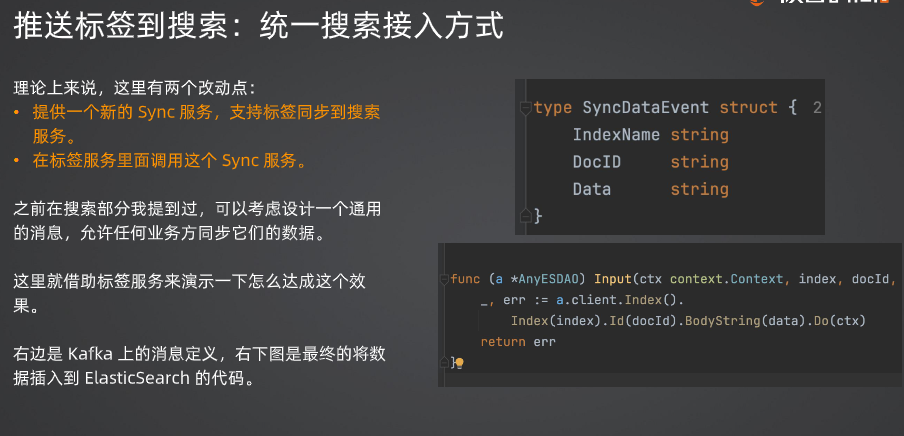 推送标签到搜索：统一搜索接入方式
理论上来说，这里有两个改动点：
• 提供一个新的 Sync 服务，支持标签同步到搜索
服务。
• 在标签服务里面调用这个 Sync 服务。
之前在搜索部分我提到过，可以考虑设计一个通用
的消息，允许任何业务方同步它们的数据。
这里就借助标签服务来演示一下怎么达成这个效
果。
右边是 Kafka 上的消息定义，右下图是最终的将数
据插入到 ElasticSearch 的代码。
type SyncDataEvent struct { 2
IndexName string
DocID string
Data string
}
func (a *AnyESDAO) Input(ctx context.Context, index, docId,
_, err := a.client.Index().
Index(index).Id(docId).BodyString(data).Do(ctx)
return err
}